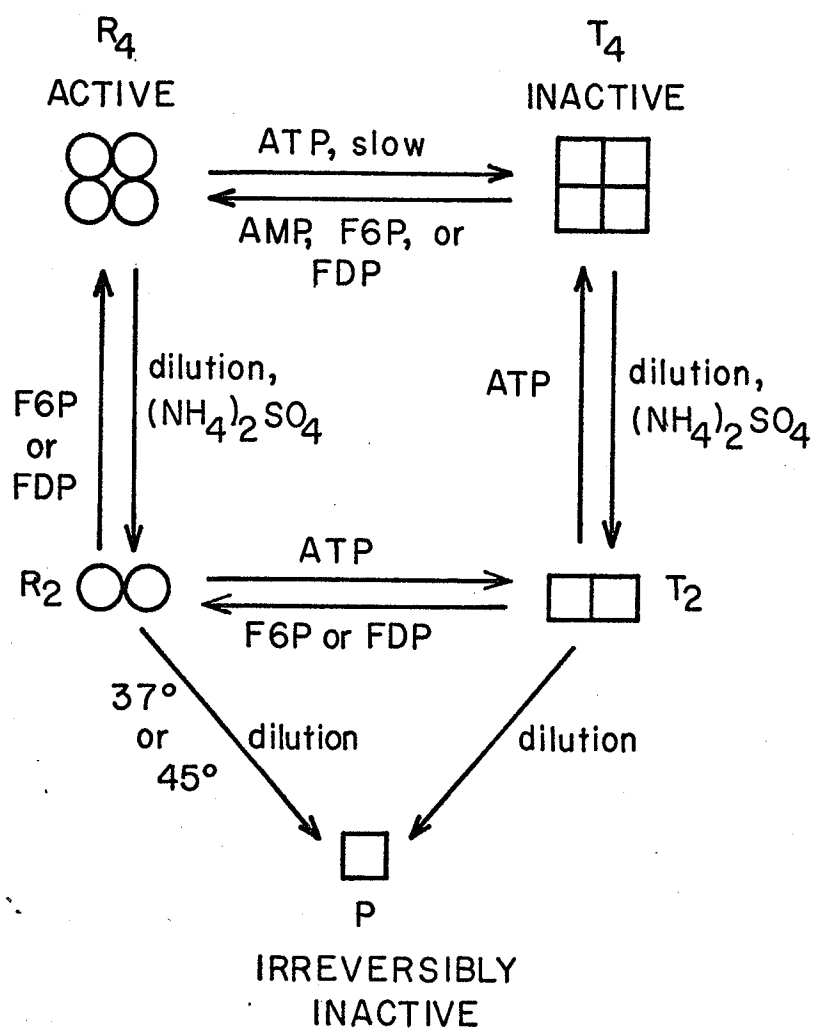 R4
ACTIVE
T4
INACTIVE
ATP, slow
AMP, F6P, or
FDP
F6P
or
FDP
dilution,
(NH4)2SO4
ATP
dilution,
(NH4)2SO4
R2
ATP
F6P or FDP
T2
37°
or
45°
dilution
dilution
P
IRREVERSIBLY
INACTIVE